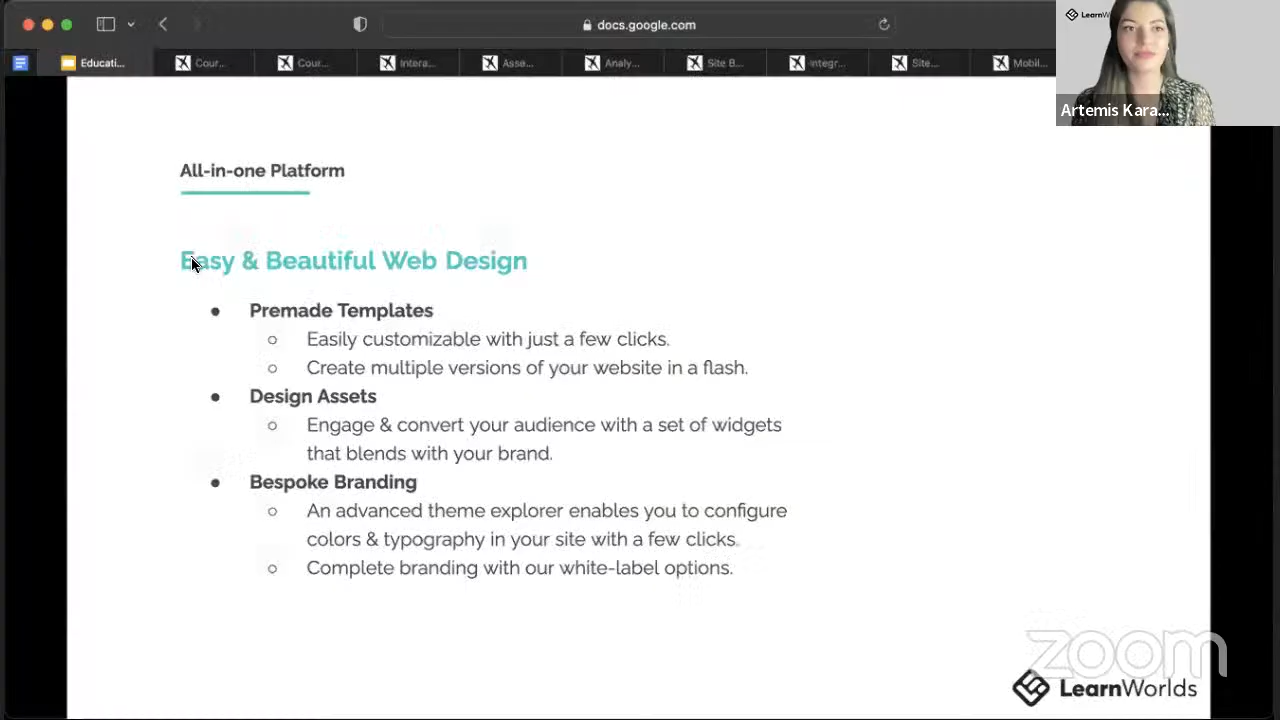 docs.google.com
Educati...
Cour...
Cour...
Intera...
Asse...
Analy...
Site B...
Integr...
Site...
Mobil...
LearnW
Artemis Kara...
All-in-one Platform
Easy & Beautiful Web Design
● Premade Templates
○ Easily customizable with just a few clicks.
○ Create multiple versions of your website in a flash.
● Design Assets
○ Engage & convert your audience with a set of widgets
that blends with your brand.
● Bespoke Branding
○ An advanced theme explorer enables you to configure
colors & typography in your site with a few clicks.
○ Complete branding with our white-label options.
zoom
LearnWorlds